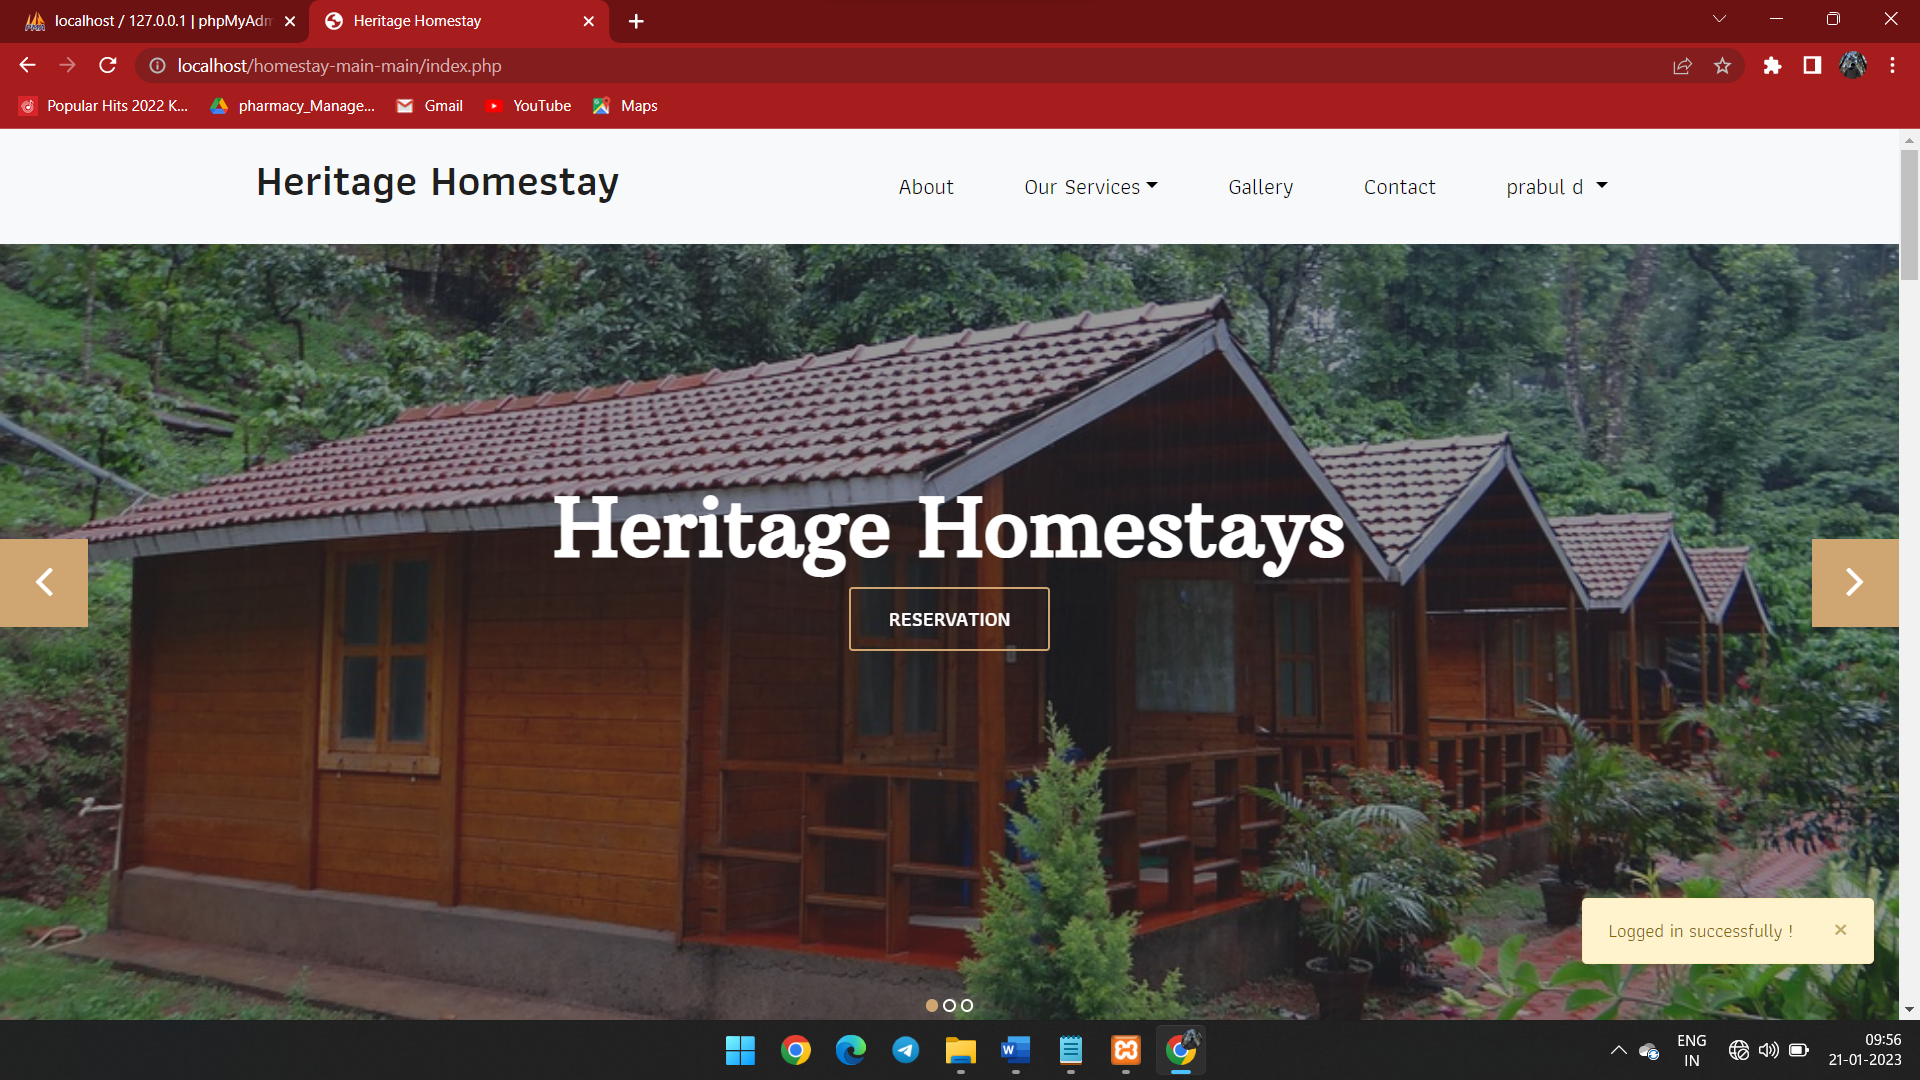 localhost / 127.0.0.1 | phpMyAdm
Heritage Homestay
localhost/homestay-main-main/index.php
Popular Hits 2022 K...
pharmacy_Manage...
Gmail
YouTube
Maps
Heritage Homestay
About
Our Services
Gallery
Contact
prabul d
Heritage Homestays
RESERVATION
Logged in successfully !
ENG
IN
09:56
21-01-2023